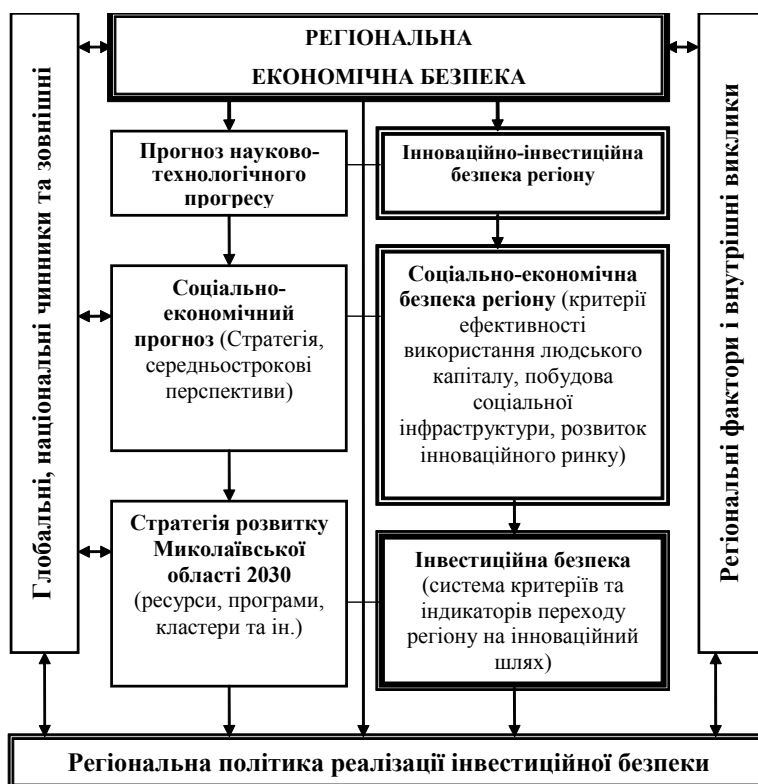 РЕГІОНАЛЬНА
ЕКОНОМІЧНА БЕЗПЕКА
Глобальні, національні чинники та зовнішні
Прогноз науково-
технологічного
прогресу
Інноваційно-інвестиційна
безпека регіону
Соціально-
економічний
прогноз (Стратегія,
середньострокові
перспективи)
Соціально-економічна
безпека регіону (критерії
ефективності
використання людського
капіталу, побудова
соціальної
інфраструктури, розвиток
інноваційного ринку)
Стратегія розвитку
Миколаївської
області 2030
(ресурси, програми,
кластери та ін.)
Інвестиційна безпека
(система критеріїв та
індикаторів переходу
регіону на інноваційний
шлях)
Регіональні фактори і внутрішні виклики
Регіональна політика реалізації інвестиційної безпеки